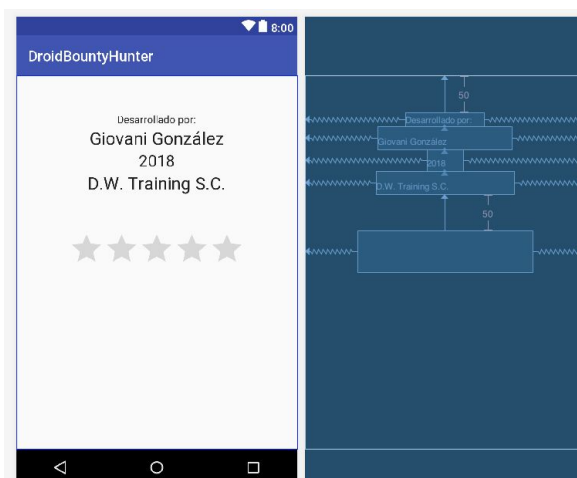 8:00
DroidBountyHunter
Desarrollado por:
Giovani González
2018
D.W. Training S.C.
50
Desarrollado por:
Giovani González
2018
D.W. Training S.C.
50